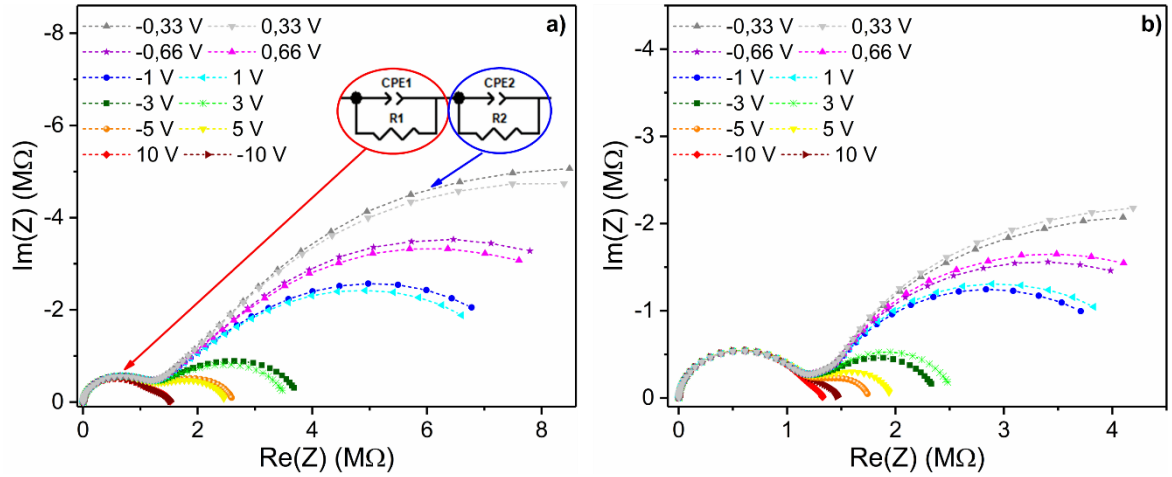 a)
-0,33 V 0,33 V
-0,66 V 0,66 V
-1 V 1 V
-3 V 3 V
-5 V 5 V
10 V -10 V
CPE1 CPE2
R1 R2
-8
-6
-4
-2
0
Im(Z) (MΩ)
0 2 4 6 8
Re(Z) (MΩ)
b)
-0,33 V 0,33 V
-0,66 V 0,66 V
-1 V 1 V
-3 V 3 V
-5 V 5 V
-10 V 10 V
-4
-3
-2
-1
0
Im(Z) (MΩ)
0 1 2 3 4
Re(Z) (MΩ)